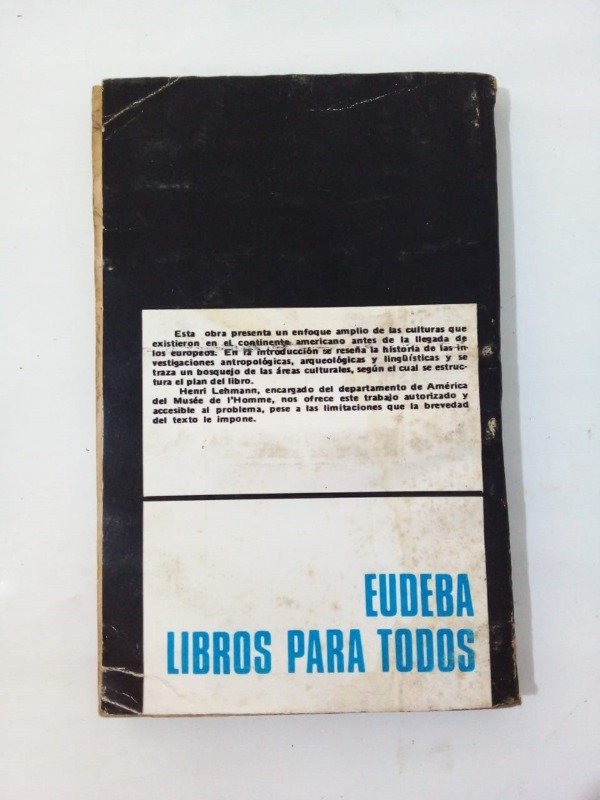 Esta obra presenta un enfoque amplio de las culturas que
existieron en el continente americano antes de la llegada de
los europeos. En la introducción se reseña la historia de las in-
vestigaciones antropológicas, arqueológicas y lingüísticas y se
traza un bosquejo de las áreas culturales, según el cual se estruc-
tura el plan del libro.
Henri Lehmann, encargado del departamento de América
del Musée de l'Homme, nos ofrece este trabajo autorizado y
accesible al problema, pese a las limitaciones que la brevedad
del texto le impone.
EUDEBA
LIBROS PARA TODOS